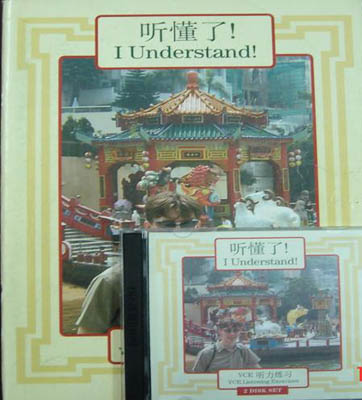 听懂了!
I Understand!
听懂了!
I Understand!
VCE 听力练习
VCE Listening Exercises
2 DISK SET